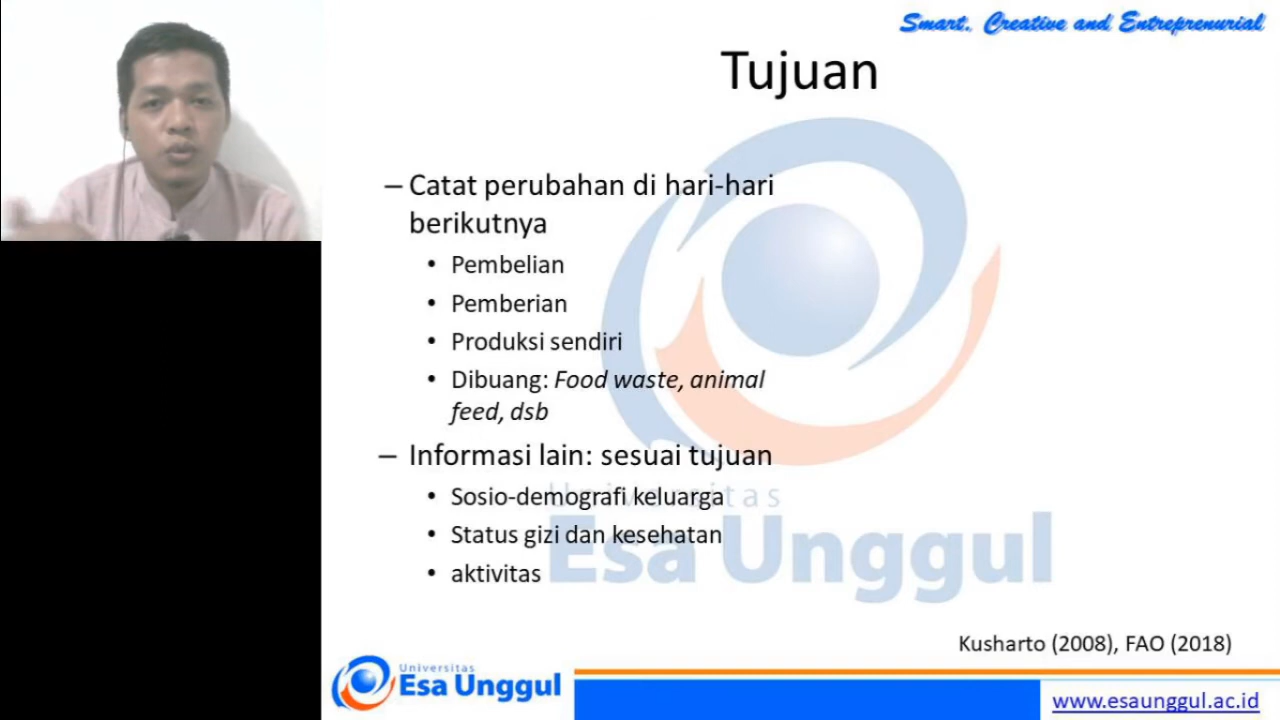 Smart, Creative and Entreprenurial
Tujuan
– Catat perubahan di hari-hari
berikutnya
• Pembelian
• Pemberian
• Produksi sendiri
• Dibuang: Food waste, animal
feed, dsb
– Informasi lain: sesuai tujuan
• Sosio-demografi keluarga
• Status gizi dan kesehatan
• aktivitas
Universitas
Esa Unggul
Kusharto (2008), FAO (2018)
Universitas
Esa Unggul
www.esaunggul.ac.id